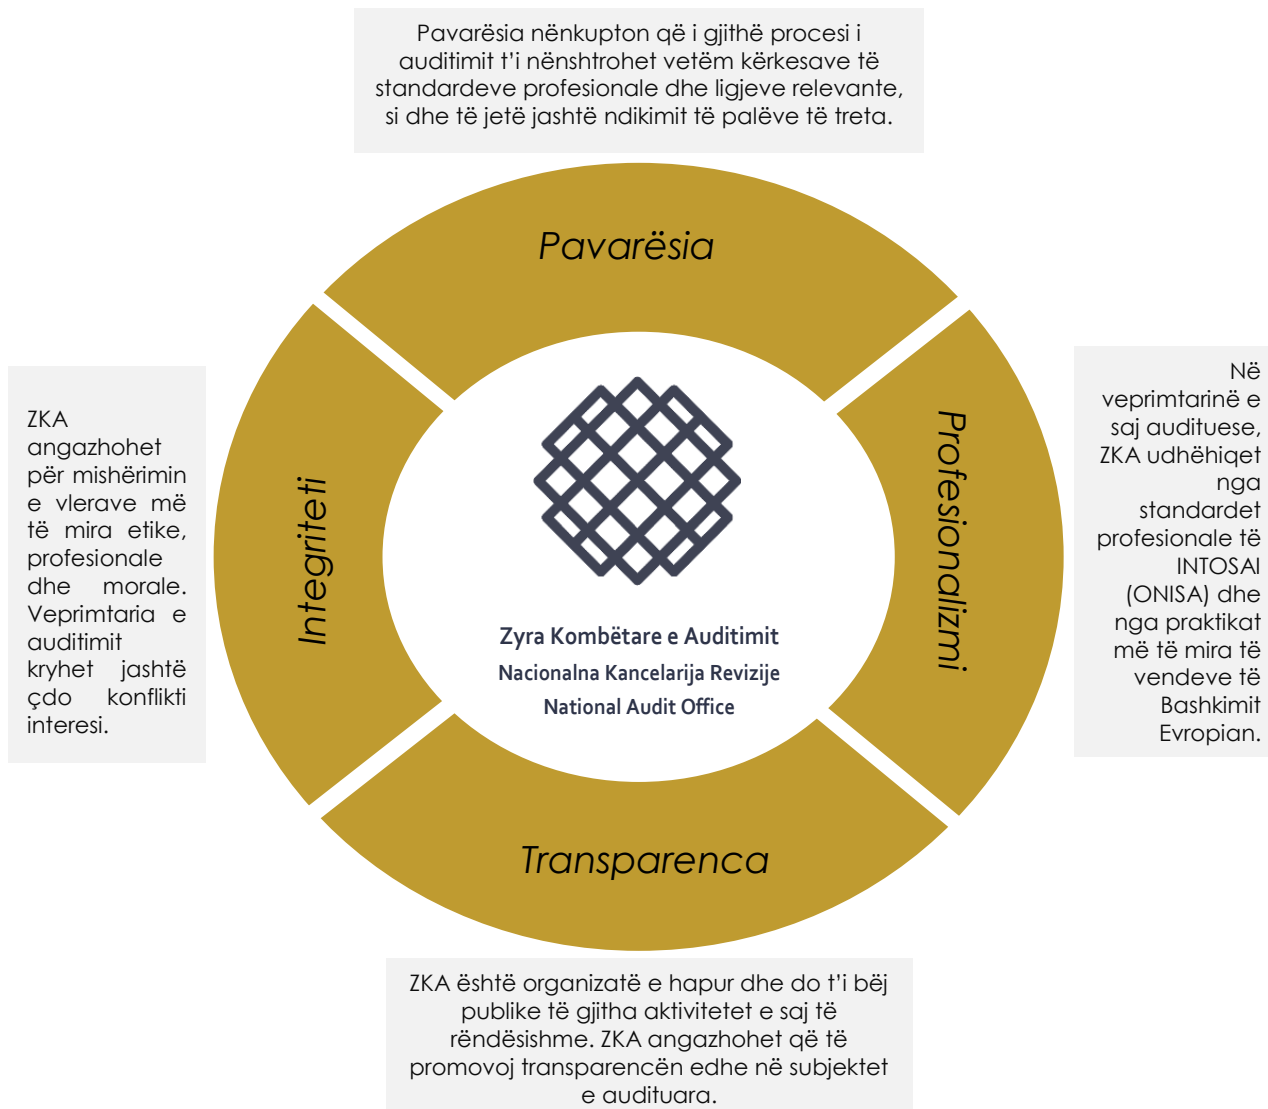 Pavarësia nënkupton që i gjithë procesi i
auditimit t’i nënshtrohet vetëm kërkesave të
standardeve profesionale dhe ligjeve relevante,
si dhe të jetë jashtë ndikimit të palëve të treta.
Pavarësia
ZKA
angazhohet
për mishërimin
e vlerave më
të mira etike,
profesionale
dhe morale.
Veprimtaria e
auditimit
kryhet jashtë
çdo konflikti
interesi.
Integriteti
Zyra Kombëtare e Auditimit
Nacionalna Kancelarija Revizije
National Audit Office
Profesionalizmi
Në
veprimtarinë e
saj audituese,
ZKA udhëhiqet
nga
standardet
profesionale të
INTOSAI
(ONISA) dhe
nga praktikat
më të mira të
vendeve të
Bashkimit
Evropian.
Transparenca
ZKA është organizatë e hapur dhe do t’i bëj
publike të gjitha aktivitetet e saj të
rëndësishme. ZKA angazhohet që të
promovoj transparencën edhe në subjektet
e audituara.